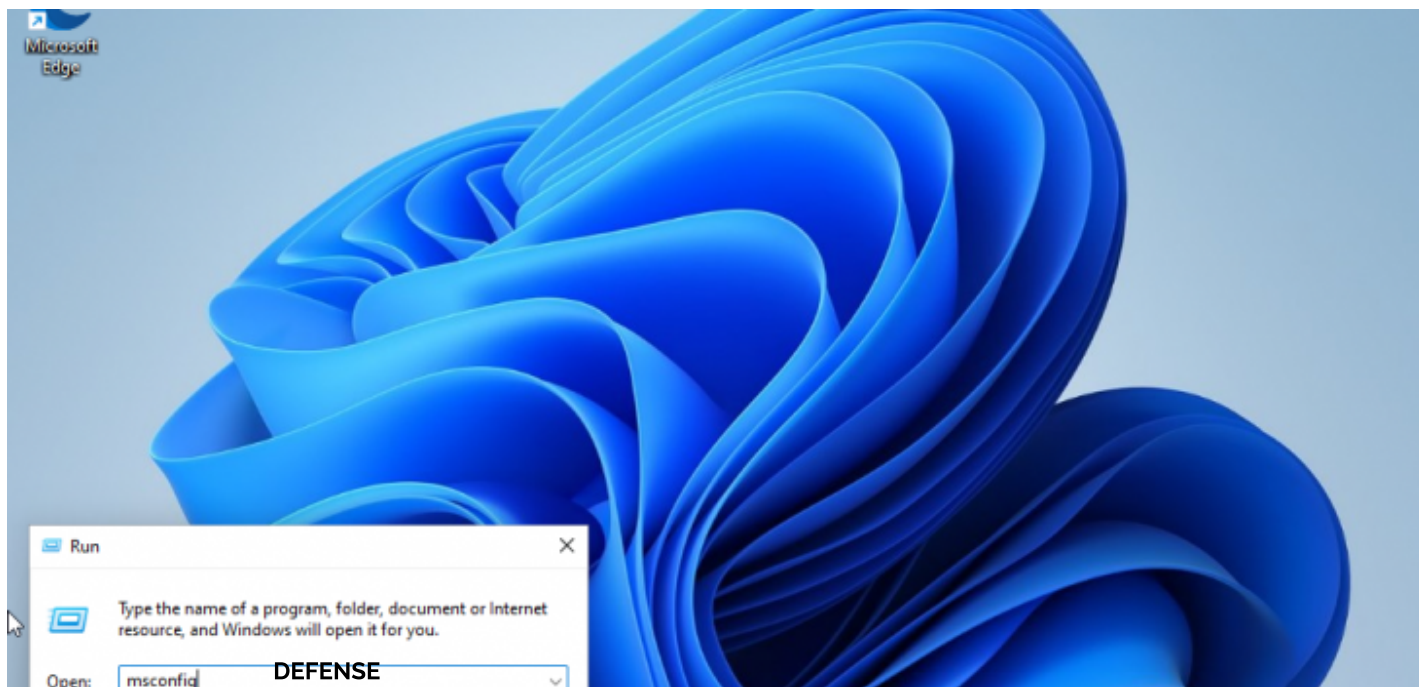 Microsoft
Edge
Run
Type the name of a program, folder, document or Internet
resource, and Windows will open it for you.
Open: msconfig
DEFENSE